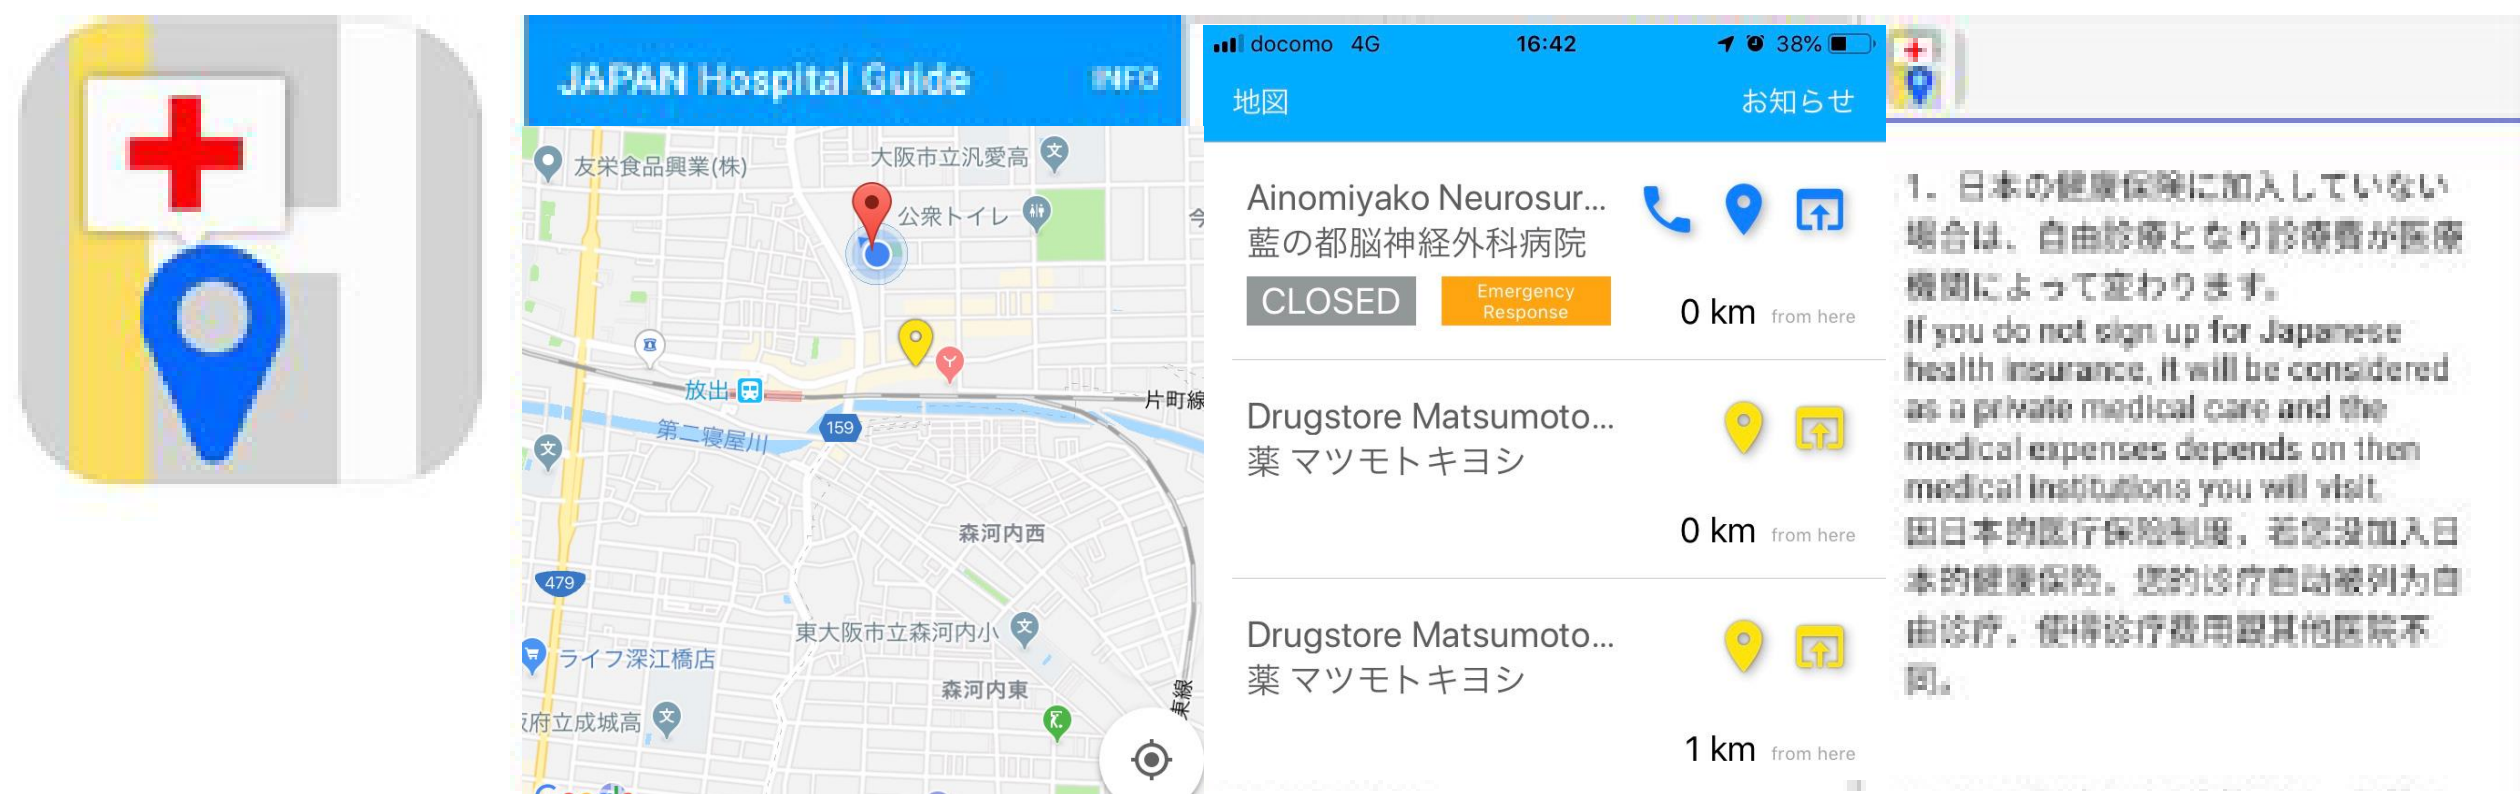 JAPAN Hospital Guide
INFO
友栄食品興業(株)
大阪市立汎愛高
公衆トイレ
今
放出
片町線
第二寝屋川
159
森河内西
479
東大阪市立森河内小
ライフ深江橋店
森河内東
東線
府立成城高
docomo 4G
16:42
38%
地図
お知らせ
Ainomiyako Neurosur...
藍の都脳神経外科病院
CLOSED
Emergency
Response
0 km from here
Drugstore Matsumoto...
薬 マツモトキヨシ
0 km from here
Drugstore Matsumoto...
薬 マツモトキヨシ
1 km from here
1. 日本の健康保険に加入していない
場合は、自由診療となり診療費が医療
機関によって変わります。
If you do not sign up for Japanese
health insurance, it will be considered
as a private medical care and the
medical expenses depends on then
medical institutions you will visit.
因日本的医疗保险制度，若您没加入日
本的健康保险，您的诊疗自动被列为自
由诊疗，使得诊疗费用跟其他医院不
同。